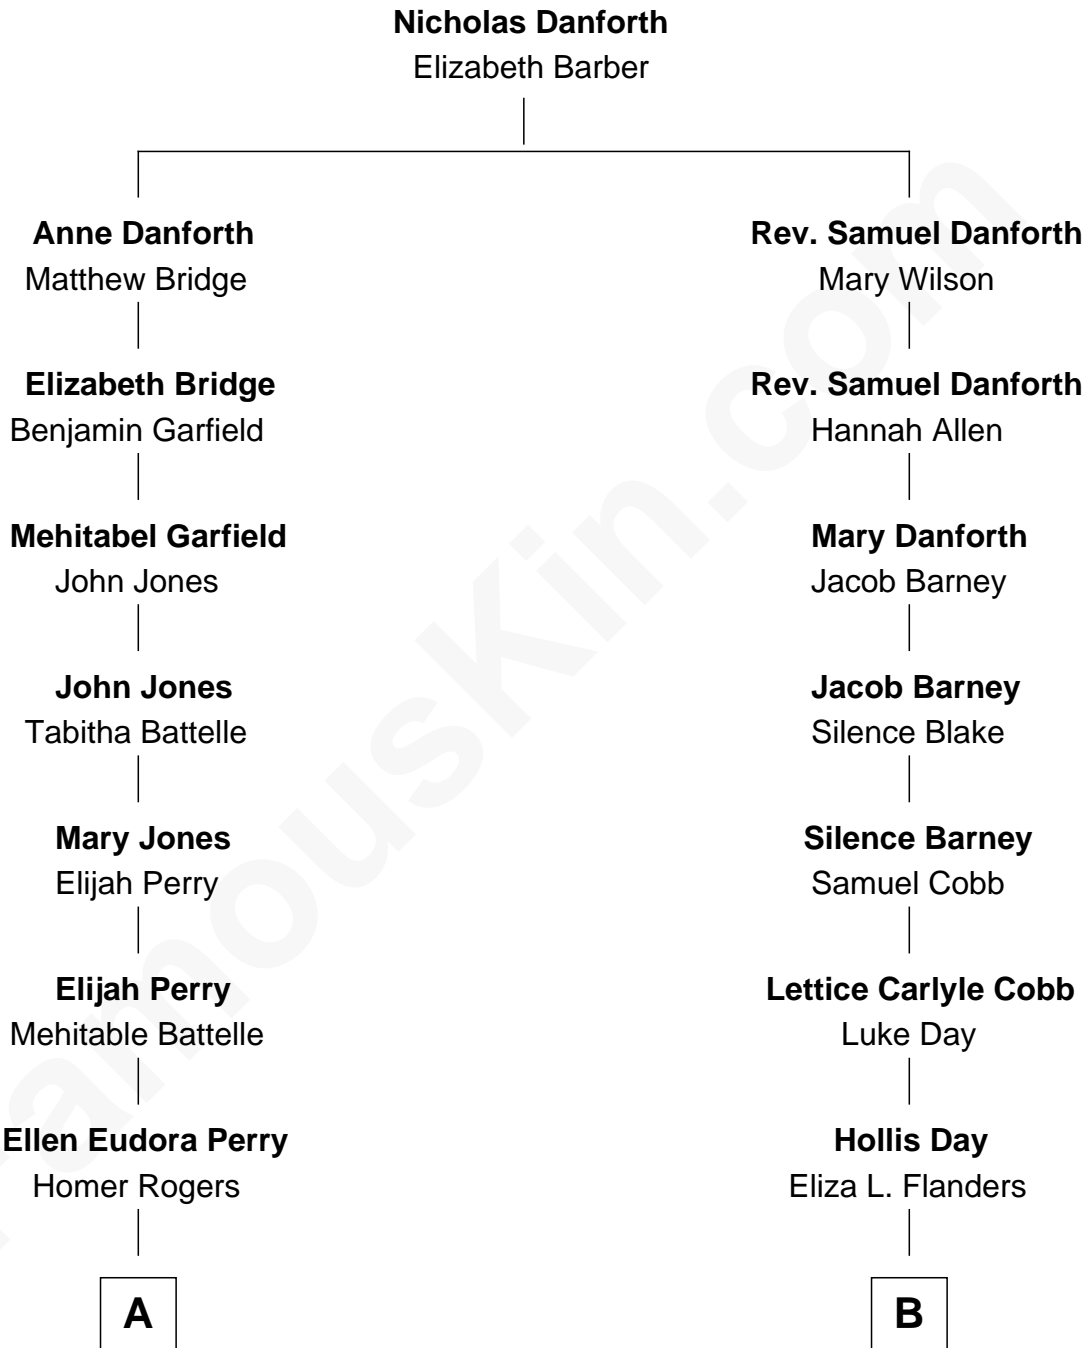 Nicholas Danforth
Elizabeth Barber
Anne Danforth
Matthew Bridge
Rev. Samuel Danforth
Mary Wilson
Elizabeth Bridge
Benjamin Garfield
Rev. Samuel Danforth
Hannah Allen
Mehitabel Garfield
John Jones
Mary Danforth
Jacob Barney
John Jones
Tabitha Battelle
Jacob Barney
Silence Blake
Mary Jones
Elijah Perry
Silence Barney
Samuel Cobb
Elijah Perry
Mehitable Battelle
Lettice Carlyle Cobb
Luke Day
Ellen Eudora Perry
Homer Rogers
Hollis Day
Eliza L. Flanders
A
B
FamousKin.com